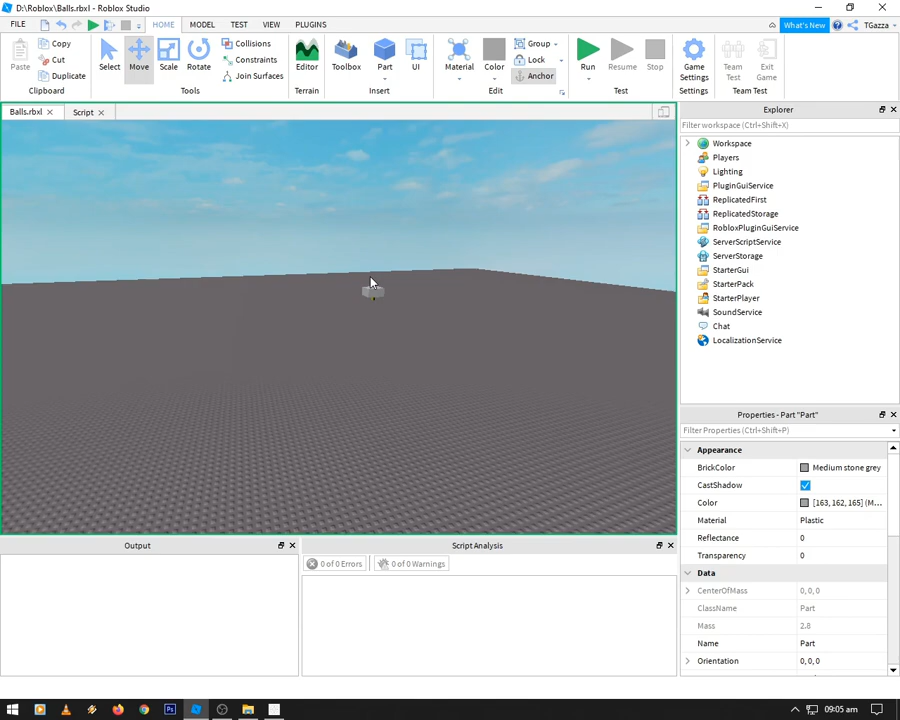 D:\Roblox\Balls.rbxl - Roblox Studio
FILE HOME MODEL TEST VIEW PLUGINS What's New TGazza
Paste Copy Cut Duplicate
Select Move Scale Rotate Collisions Constraints Join Surfaces
Editor Toolbox Part UI
Material Color Group Lock Anchor
Run Resume Stop Game Settings Team Test Exit Game
Clipboard Tools Terrain Insert Edit Test Settings Team Test
Balls.rbxl Script
Explorer
Filter workspace (Ctrl+Shift+X)
Workspace
Players
Lighting
PluginGuiService
ReplicatedFirst
ReplicatedStorage
RobloxPluginGuiService
ServerScriptService
ServerStorage
StarterGui
StarterPack
StarterPlayer
SoundService
Chat
LocalizationService
Properties - Part "Part"
Filter Properties (Ctrl+Shift+P)
Appearance
BrickColor Medium stone grey
CastShadow
Color [163, 162, 165] (M...
Material Plastic
Reflectance 0
Transparency 0
Data
CenterOfMass 0, 0, 0
ClassName Part
Mass 2.8
Name Part
Orientation 0, 0, 0
Output
Script Analysis
0 of 0 Errors 0 of 0 Warnings
Ps 09:05 am